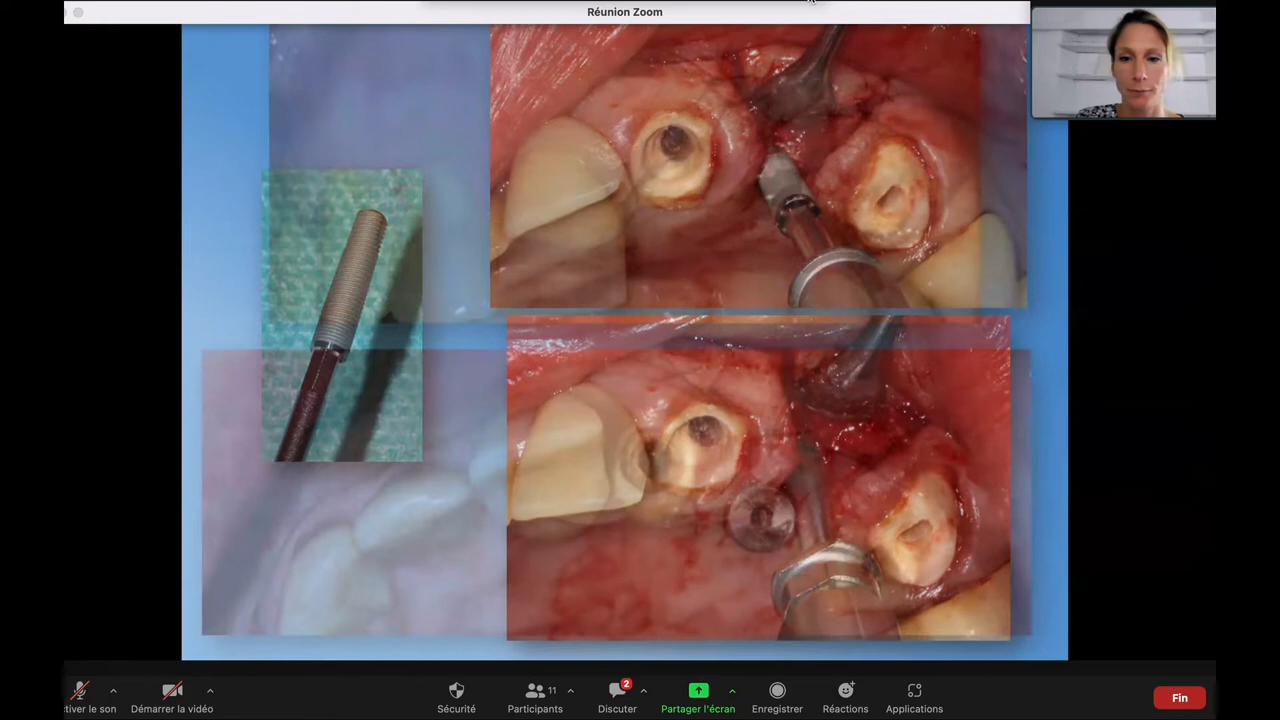 Réunion Zoom
tiver le son
Démarrer la vidéo
Sécurité
11
Participants
2
Discuter
Partager l'écran
Enregistrer
Réactions
Applications
Fin